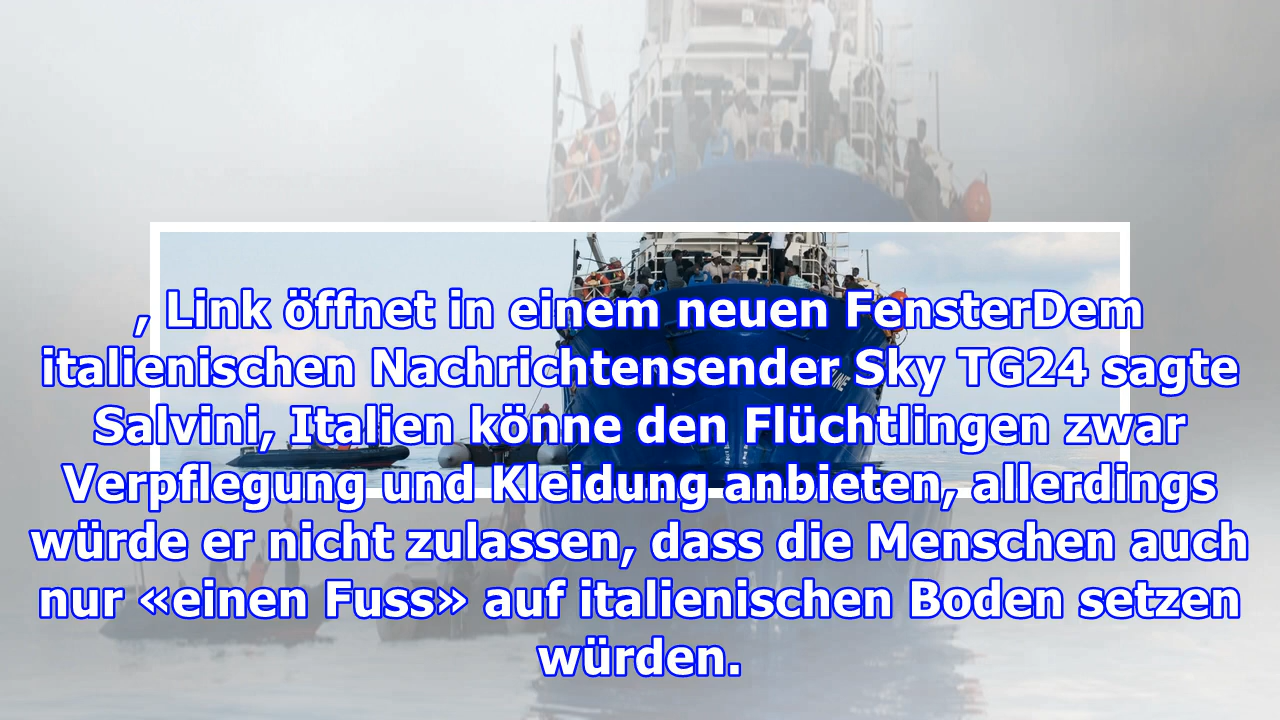 , Link öffnet in einem neuen FensterDem
italienischen Nachrichtensender Sky TG24 sagte
Salvini, Italien könne den Flüchtlingen zwar
Verpflegung und Kleidung anbieten, allerdings
würde er nicht zulassen, dass die Menschen auch
nur «einen Fuss» auf italienischen Boden setzen
würden.